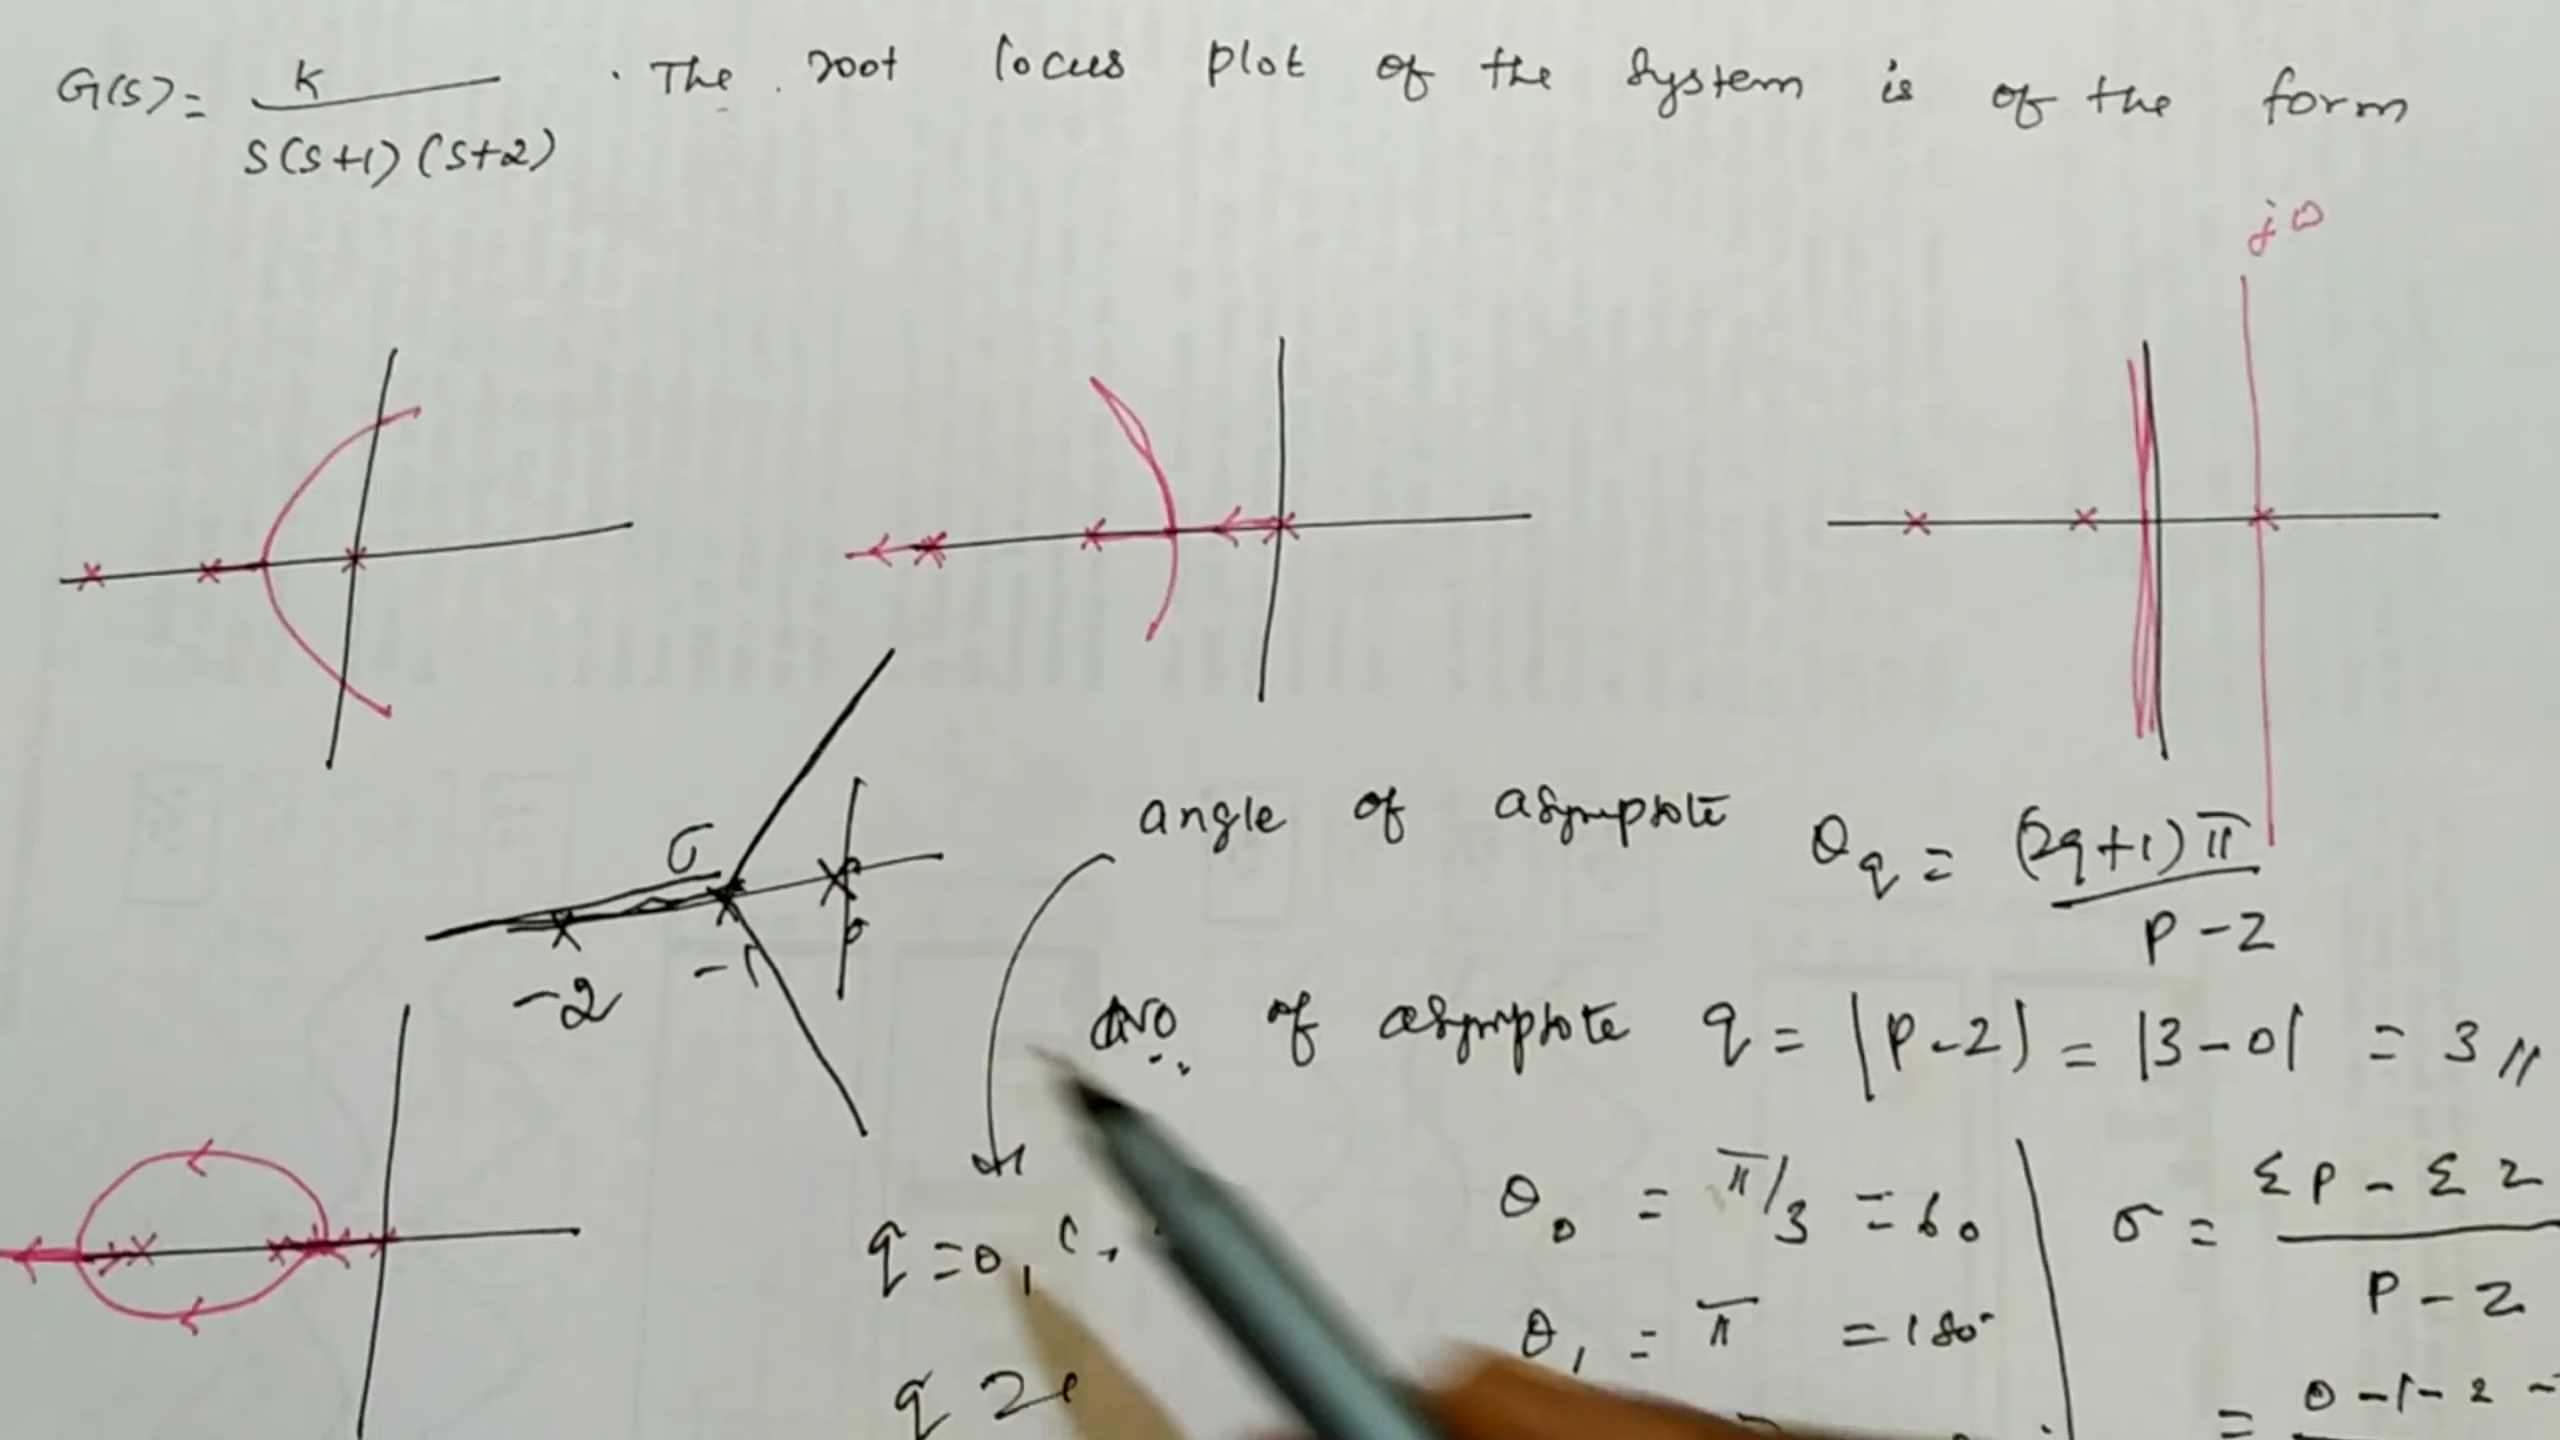 G(s) = K / s(s+1)(s+2) . The root locus plot of the system is of the form
jω
angle of asymptote θq = (2q+1)π / P-Z
σ
-2 -1
No. of asymptote q = |P-Z| = |3-0| = 3 //
θ0 = π/3 = 60
σ = ΣP - ΣZ / P-Z
q = 0, 1,
θ1 = π = 180°
= 0-1-2-